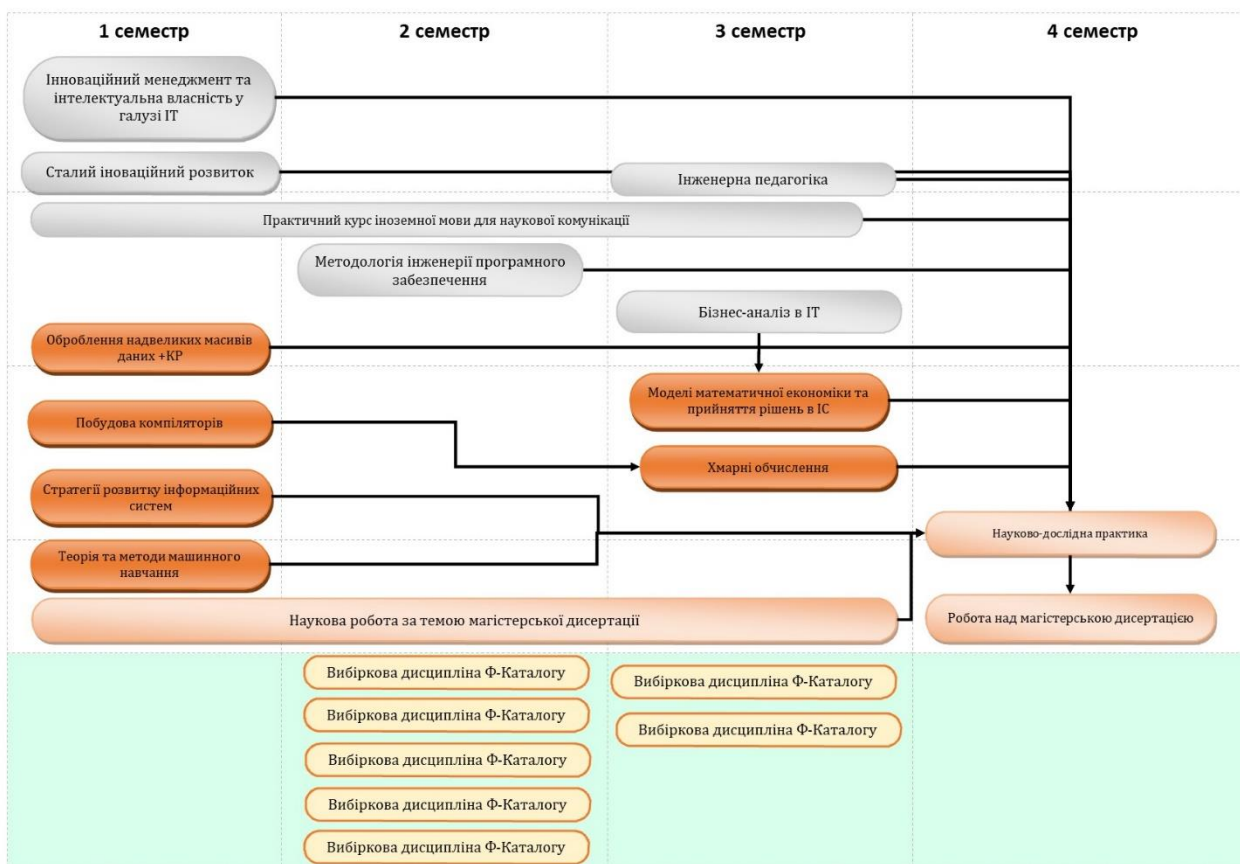 1 семестр
2 семестр
3 семестр
4 семестр
Інноваційний менеджмент та
інтелектуальна власність у
галузі ІТ
Сталий іноваційний розвиток
Інженерна педагогіка
Практичний курс іноземної мови для наукової комунікації
Методологія інженерії програмного
забезпечення
Бізнес-аналіз в ІТ
Оброблення надвеликих масивів
даних +КР
Моделі математичної економіки та
прийняття рішень в ІС
Побудова компіляторів
Хмарні обчислення
Стратегії розвитку інформаційних
систем
Науково-дослідна практика
Теорія та методи машинного
навчання
Наукова робота за темою магістерської дисертації
Робота над магістерською дисертацією
Вибіркова дисципліна Ф-Каталогу
Вибіркова дисципліна Ф-Каталогу
Вибіркова дисципліна Ф-Каталогу
Вибіркова дисципліна Ф-Каталогу
Вибіркова дисципліна Ф-Каталогу
Вибіркова дисципліна Ф-Каталогу
Вибіркова дисципліна Ф-Каталогу